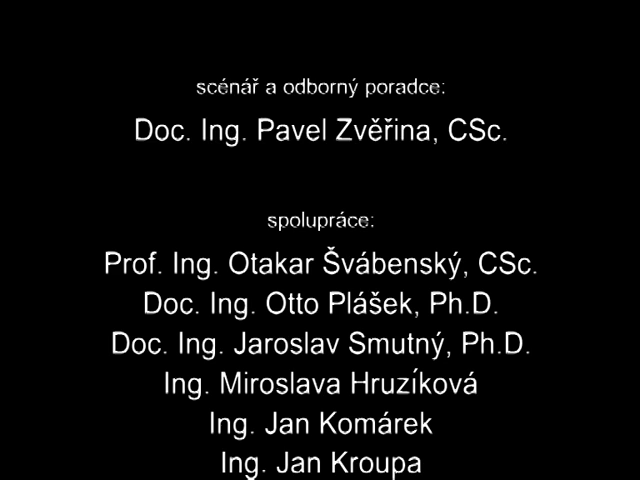 scénář a odborný poradce:
Doc. Ing. Pavel Zvěřina, CSc.
spolupráce:
Prof. Ing. Otakar Švábenský, CSc.
Doc. Ing. Otto Plášek, Ph.D.
Doc. Ing. Jaroslav Smutný, Ph.D.
Ing. Miroslava Hruzíková
Ing. Jan Komárek
Ing. Jan Kroupa